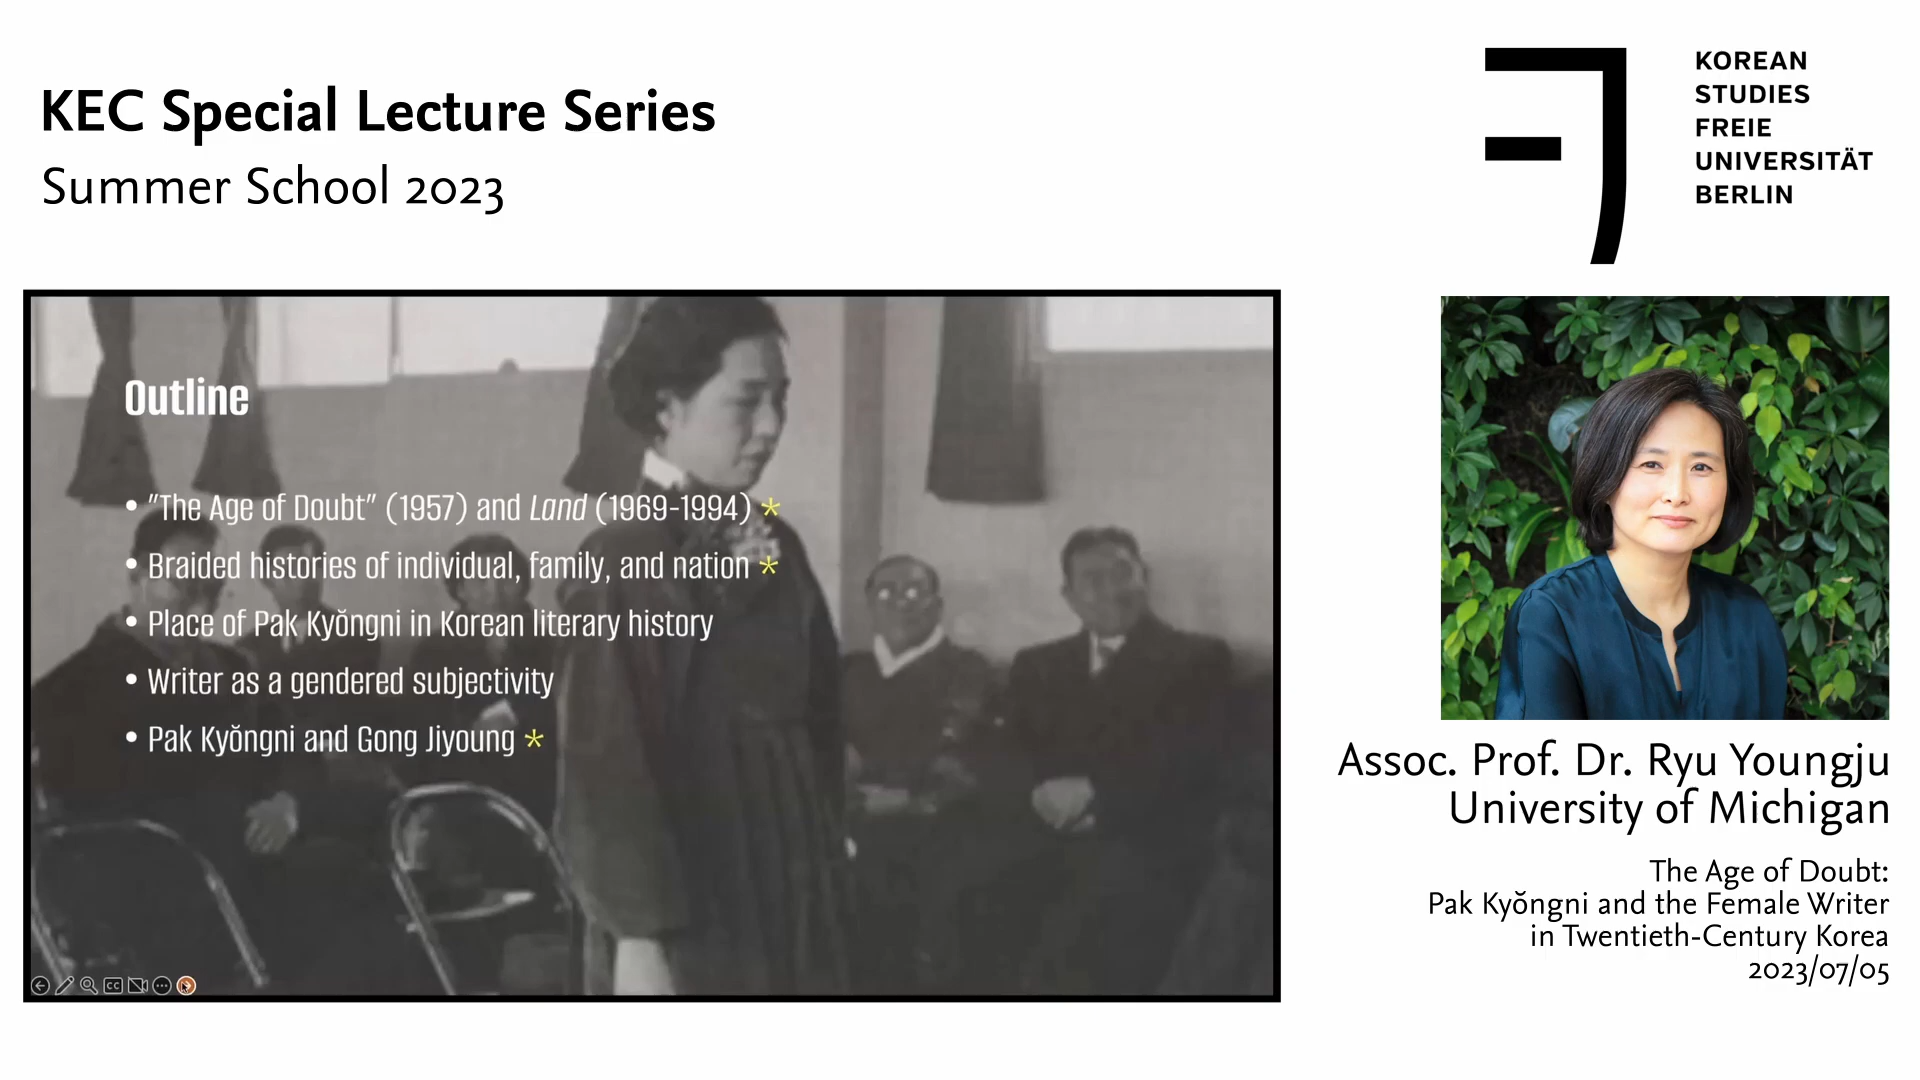 KEC Special Lecture Series
Summer School 2023
KOREAN
STUDIES
FREIE
UNIVERSITÄT
BERLIN
Outline
• "The Age of Doubt" (1957) and Land (1969-1994) *
• Braided histories of individual, family, and nation *
• Place of Pak Kyŏngni in Korean literary history
• Writer as a gendered subjectivity
• Pak Kyŏngni and Gong Jiyoung *
CC
Assoc. Prof. Dr. Ryu Youngju
University of Michigan
The Age of Doubt:
Pak Kyŏngni and the Female Writer
in Twentieth-Century Korea
2023/07/05